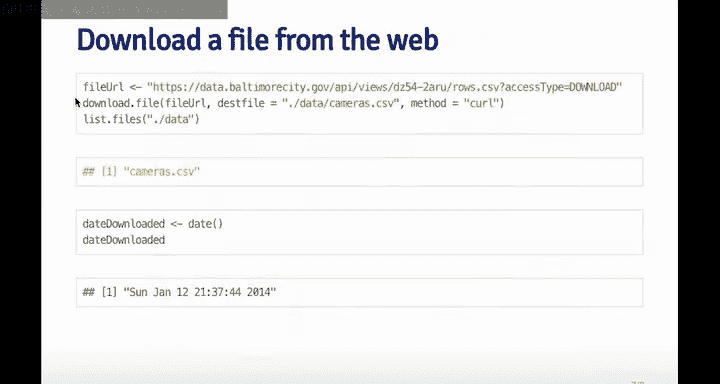 Download a file from the web
fileUrl <- "https://data.baltimorecity.gov/api/views/dz54-2aru/rows.csv?accessType=DOWNLOAD"
download.file(fileUrl, destfile = "./data/cameras.csv", method = "curl")
list.files("./data")
## [1] "cameras.csv"
dateDownloaded <- date()
dateDownloaded
## [1] "Sun Jan 12 21:37:44 2014"